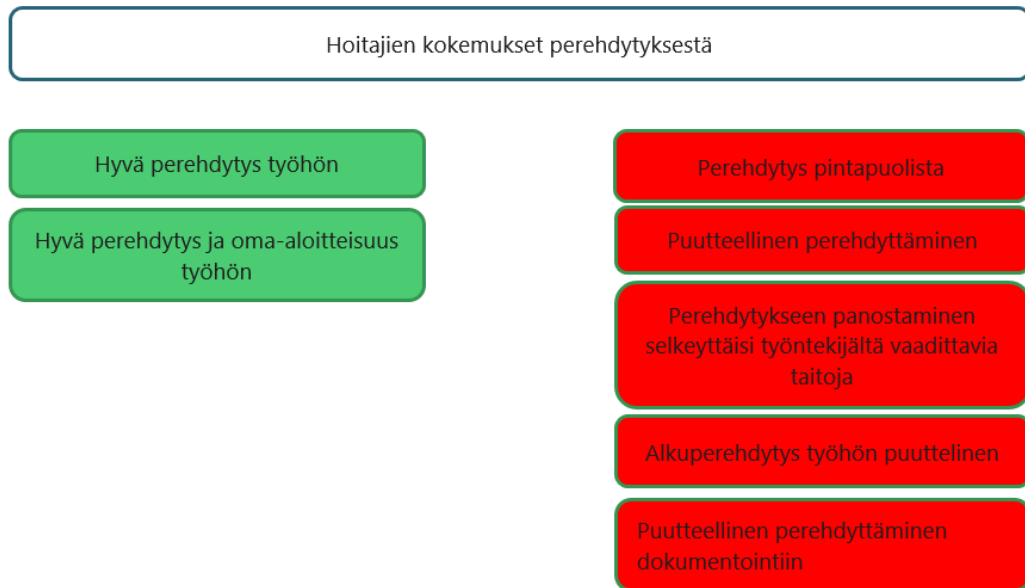 Hoitajien kokemukset perehdytyksestä
Hyvä perehdytys työhön
Hyvä perehdytys ja oma-aloitteisuus
työhön
Perehdytys pintapuolista
Puutteellinen perehdyttäminen
Perehdytykseen panostaminen
selkeyttäisi työntekijältä vaadittavia
taitoja
Alkuperehdytys työhön puuttelinen
Puutteellinen perehdyttäminen
dokumentointiin